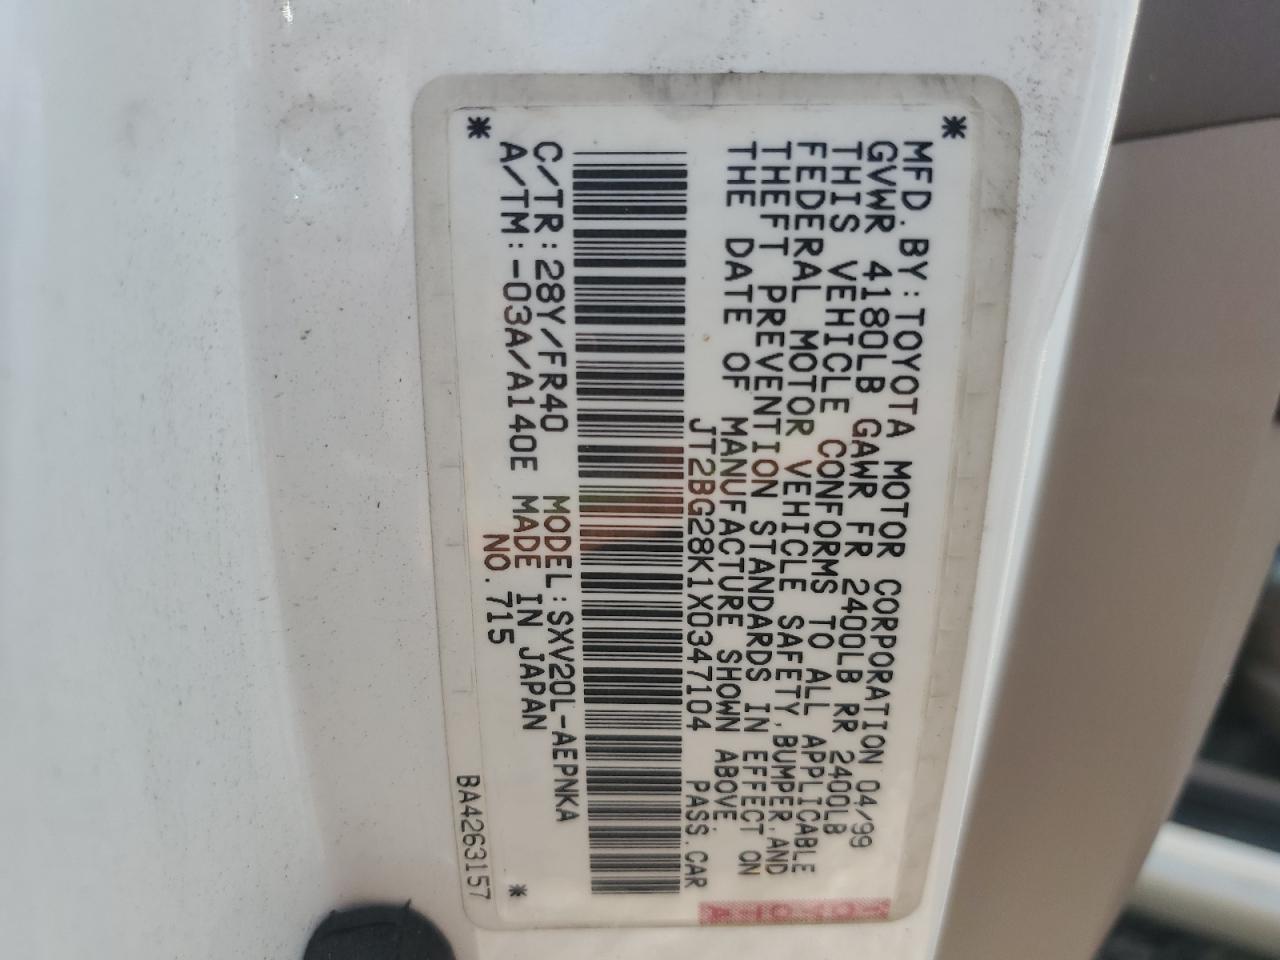 MFD. BY: TOYOTA MOTOR CORPORATION 04/99
GVWR 4180LB GAWR FR 2400LB RR 2400LB
THIS VEHICLE CONFORMS TO ALL APPLICABLE
FEDERAL MOTOR VEHICLE SAFETY, BUMPER, AND
THEFT PREVENTION STANDARDS IN EFFECT ON
THE DATE OF MANUFACTURE SHOWN ABOVE.
JT2BG28K1X0347104 PASS. CAR
C/TR: 28Y/FR40 MODEL: SXV20L-AEPNKA
A/TM: -03A/A140E MADE IN JAPAN
NO. 715
BA4263157
TOYOTA